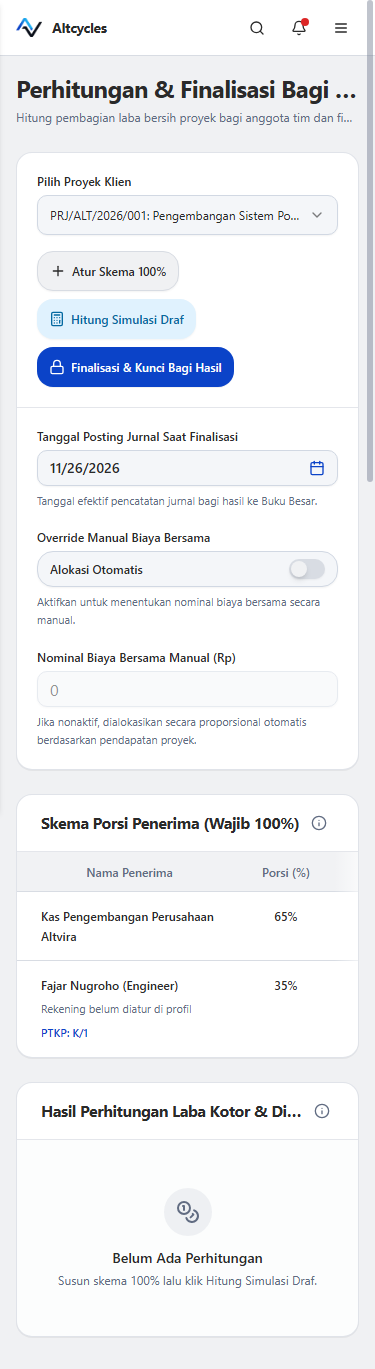 Altcycles
Perhitungan & Finalisasi Bagi ...
Hitung pembagian laba bersih proyek bagi anggota tim dan fi...
Pilih Proyek Klien
PRJ/ALT/2026/001: Pengembangan Sistem Po...
Atur Skema 100%
Hitung Simulasi Draf
Finalisasi & Kunci Bagi Hasil
Tanggal Posting Jurnal Saat Finalisasi
11/26/2026
Tanggal efektif pencatatan jurnal bagi hasil ke Buku Besar.
Override Manual Biaya Bersama
Alokasi Otomatis
Aktifkan untuk menentukan nominal biaya bersama secara
manual.
Nominal Biaya Bersama Manual (Rp)
0
Jika nonaktif, dialokasikan secara proporsional otomatis
berdasarkan pendapatan proyek.
Skema Porsi Penerima (Wajib 100%)
Nama Penerima Porsi (%)
Kas Pengembangan Perusahaan 65%
Altvira
Fajar Nugroho (Engineer) 35%
Rekening belum diatur di profil
PTKP: K/1
Hasil Perhitungan Laba Kotor & Di...
Belum Ada Perhitungan
Susun skema 100% lalu klik Hitung Simulasi Draf.